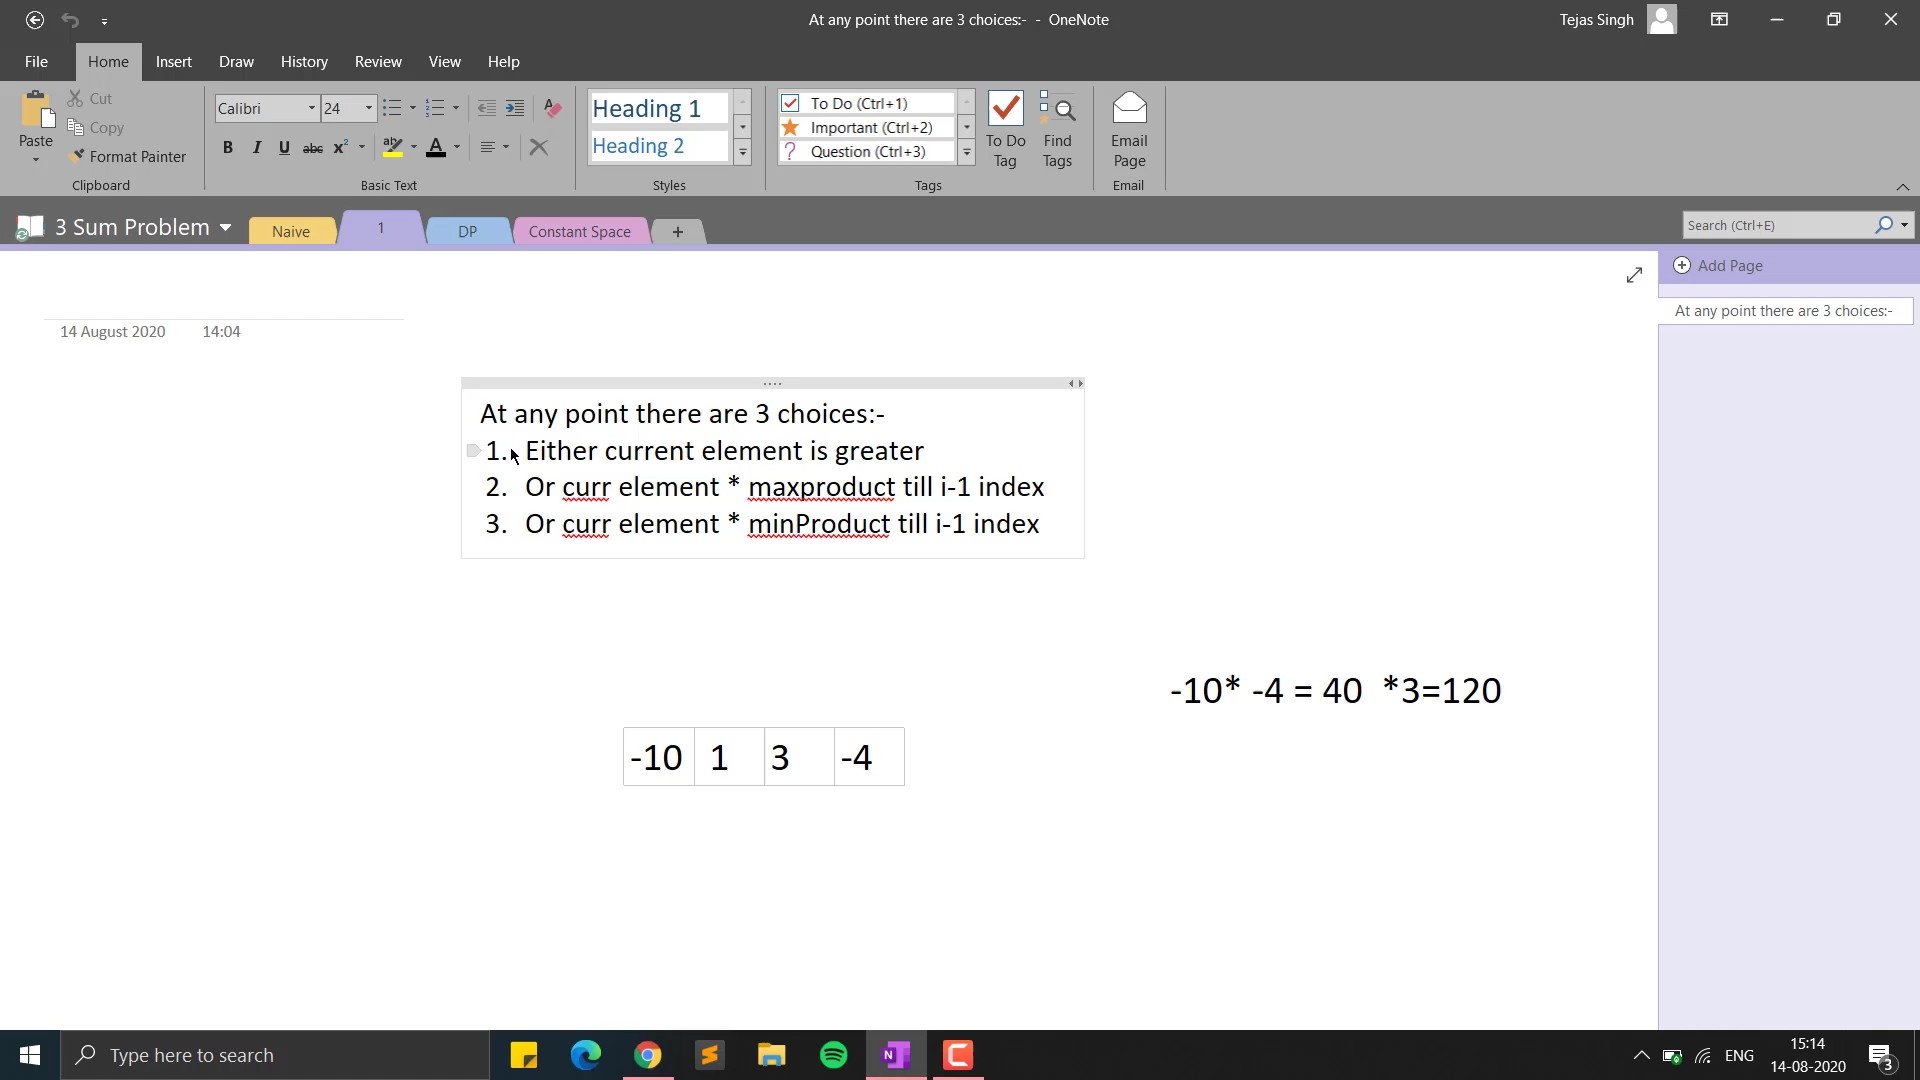 At any point there are 3 choices:- - OneNote
Tejas Singh
File Home Insert Draw History Review View Help
Paste
Cut
Copy
Format Painter
Clipboard
Calibri 24
B I U abc x²
ab A
Basic Text
Heading 1
Heading 2
Styles
To Do (Ctrl+1)
Important (Ctrl+2)
Question (Ctrl+3)
To Do
Tag
Find
Tags
Tags
Email
Page
Email
3 Sum Problem
Naive
1
DP
Constant Space
+
Search (Ctrl+E)
Add Page
At any point there are 3 choices:-
14 August 2020 14:04
At any point there are 3 choices:-
1. Either current element is greater
2. Or curr element * maxproduct till i-1 index
3. Or curr element * minProduct till i-1 index
-10* -4 = 40 *3=120
-10 1 3 -4
Type here to search
N
ENG
15:14
14-08-2020
3